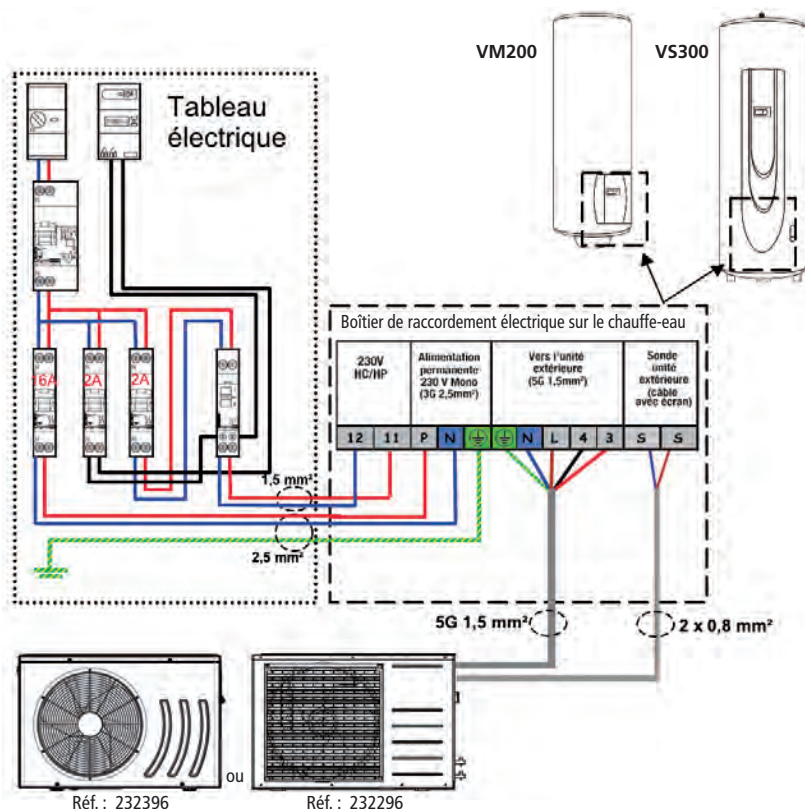 VM200
VS300
Tableau
électrique
16A
2A
2A
Boîtier de raccordement électrique sur le chauffe-eau
230V
HC/HP
Alimentation
permanente
230 V Mono
(3G 2,5mm²)
Vers l'unité
extérieure
(5G 1,5mm²)
Sonde
unité
extérieure
(câble
avec écran)
12 11 P N N L 4 3 S S
1,5 mm²
2,5 mm²
5G 1,5 mm²
2 x 0,8 mm²
ou
Réf. : 232396
Réf. : 232296